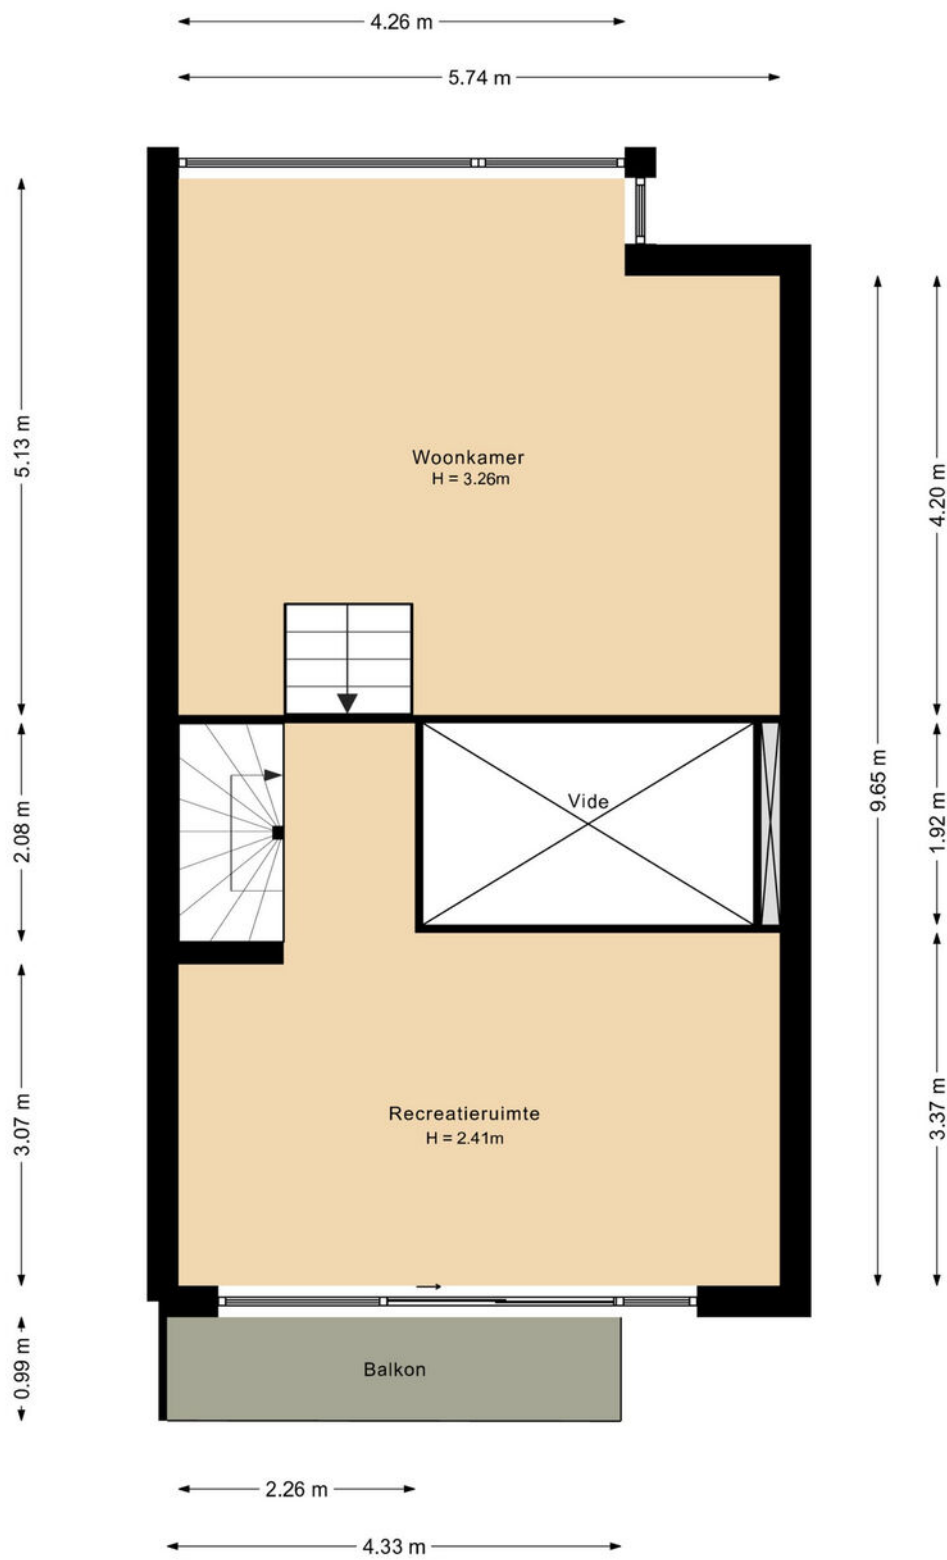 4.26 m
5.74 m
5.13 m
4.20 m
Woonkamer
H = 3.26m
9.65 m
2.08 m
Vide
1.92 m
3.07 m
Recreatieruimte
H = 2.41m
3.37 m
0.99 m
Balkon
2.26 m
4.33 m